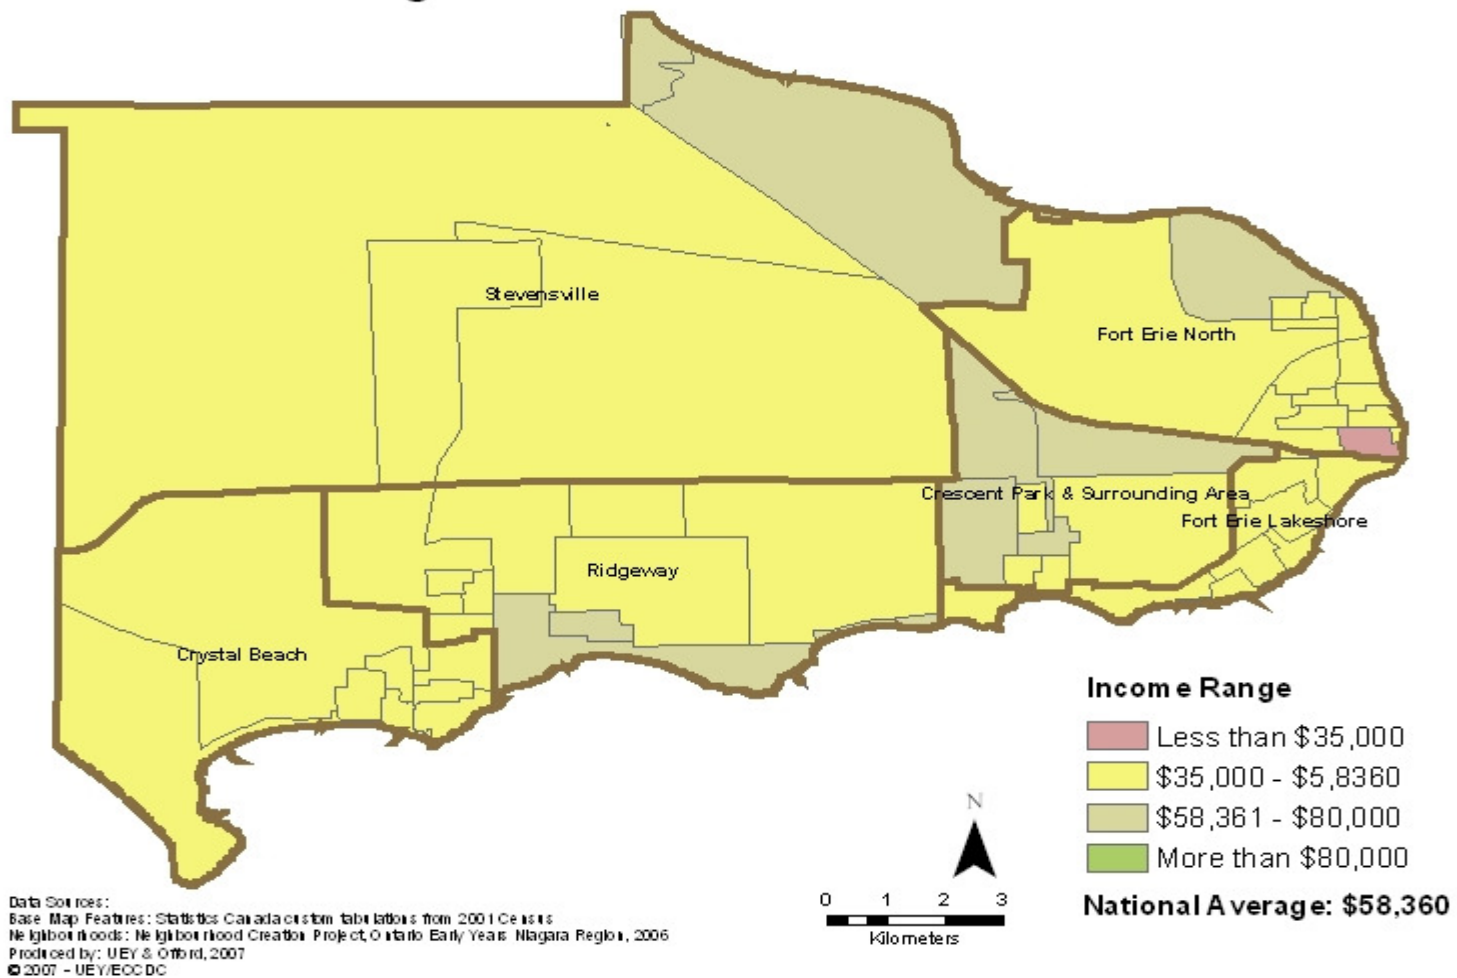 Stevensville
Fort Erie North
Crescent Park & Surrounding Area
Fort Erie Lakeshore
Ridgeway
Crystal Beach
Income Range
Less than $35,000
$35,000 - $5,8360
$58,361 - $80,000
More than $80,000
National Average: $58,360
N
0 1 2 3
Kilometers
Data Sources:
Base Map Features: Statistics Canada custom tabulations from 2001 Census
Neighbourhoods: Neighbourhood Creation Project, Ontario Early Years Niagara Region, 2006
Produced by: UEY & Offord, 2007
© 2007 - UEY/ECCDC